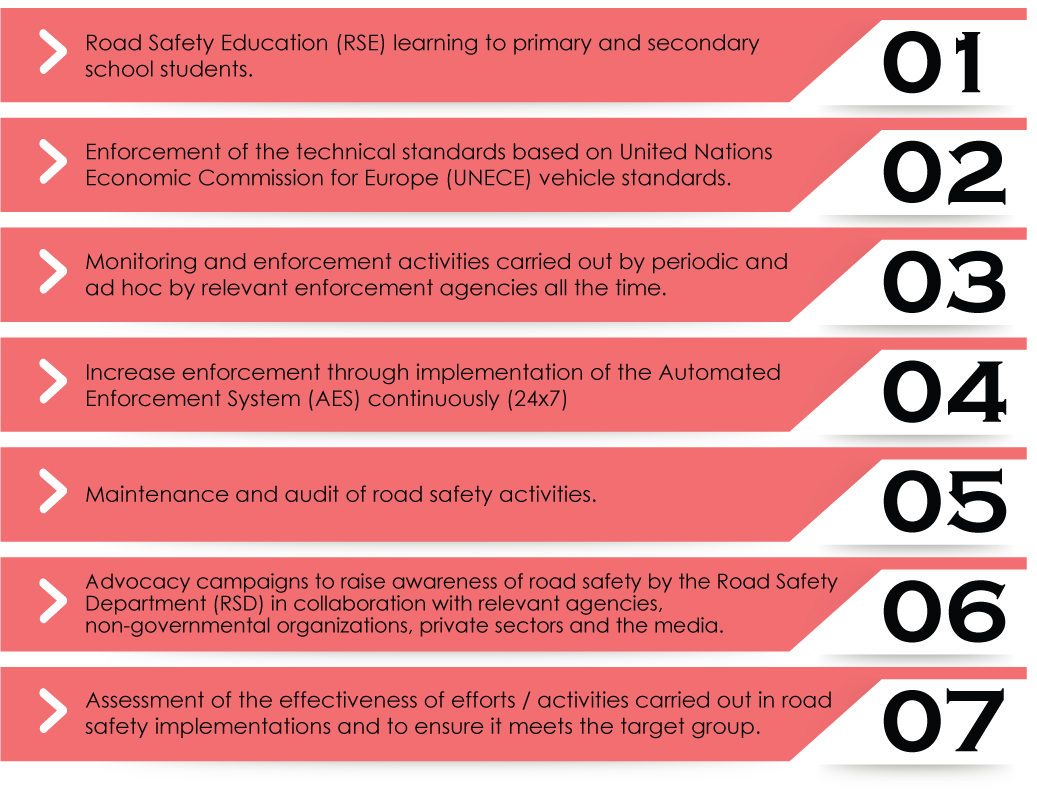 Road Safety Education (RSE) learning to primary and secondary
school students.
01
Enforcement of the technical standards based on United Nations
Economic Commission for Europe (UNECE) vehicle standards.
02
Monitoring and enforcement activities carried out by periodic and
ad hoc by relevant enforcement agencies all the time.
03
Increase enforcement through implementation of the Automated
Enforcement System (AES) continuously (24x7)
04
Maintenance and audit of road safety activities.
05
Advocacy campaigns to raise awareness of road safety by the Road Safety
Department (RSD) in collaboration with relevant agencies,
non-governmental organizations, private sectors and the media.
06
Assessment of the effectiveness of efforts / activities carried out in road
safety implementations and to ensure it meets the target group.
07